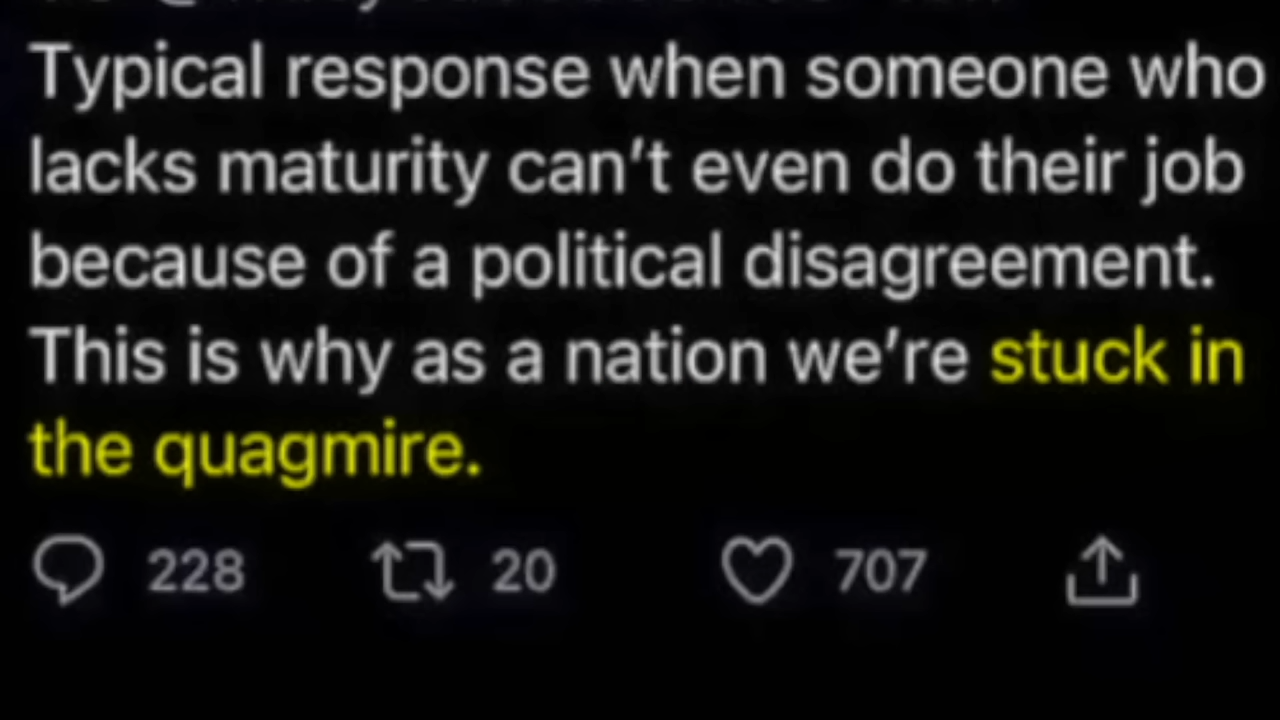 Typical response when someone who
lacks maturity can’t even do their job
because of a political disagreement.
This is why as a nation we’re stuck in
the quagmire.
228 20 707